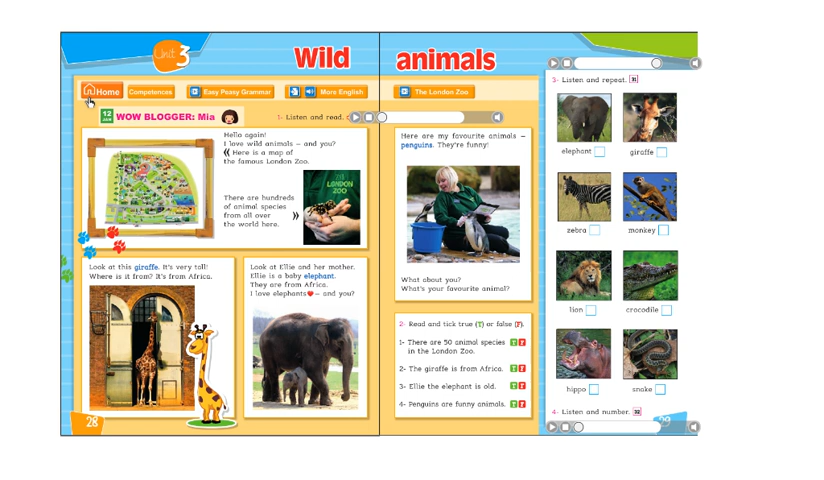 Unit 3
Wild animals
Home
Competences
Easy Peasy Grammar
More English
The London Zoo
12
JAN
WOW BLOGGER: Mia
1- Listen and read.
Hello again!
I love wild animals – and you?
Here is a map of
the famous London Zoo.
There are hundreds
of animal species
from all over
the world here.
LONDON
ZOO
Look at this giraffe. It's very tall!
Where is it from? It's from Africa.
Look at Ellie and her mother.
Ellie is a baby elephant.
They are from Africa.
I love elephants – and you?
28
Here are my favourite animals –
penguins. They're funny!
What about you?
What's your favourite animal?
2- Read and tick true (T) or false (F).
1- There are 50 animal species
in the London Zoo.
T F
2- The giraffe is from Africa. T F
3- Ellie the elephant is old. T F
4- Penguins are funny animals. T F
3- Listen and repeat. 31
elephant
giraffe
zebra
monkey
lion
crocodile
hippo
snake
4- Listen and number. 32
29